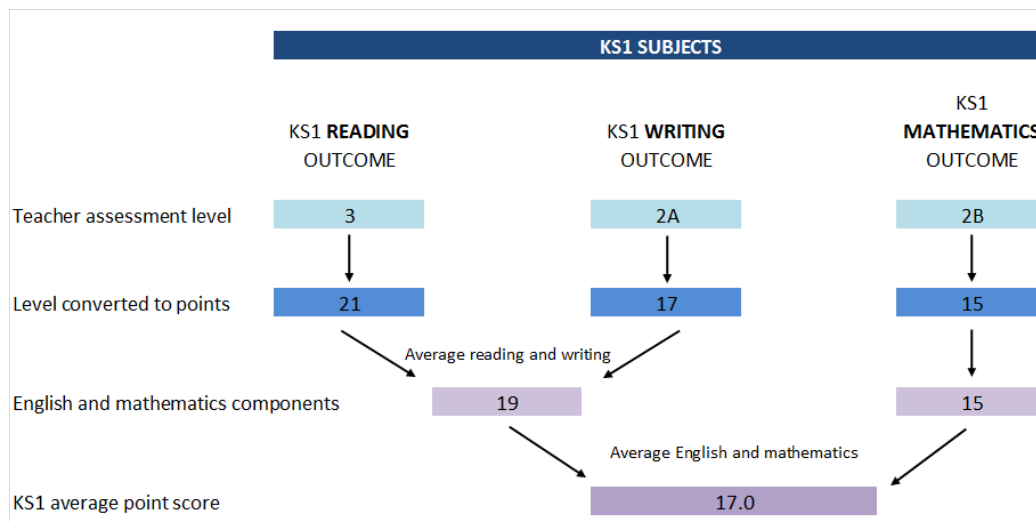 KS1 SUBJECTS
KS1 READING
OUTCOME
KS1 WRITING
OUTCOME
KS1
MATHEMATICS
OUTCOME
Teacher assessment level
3
2A
2B
Level converted to points
21
17
15
Average reading and writing
English and mathematics components
19
15
Average English and mathematics
KS1 average point score
17.0